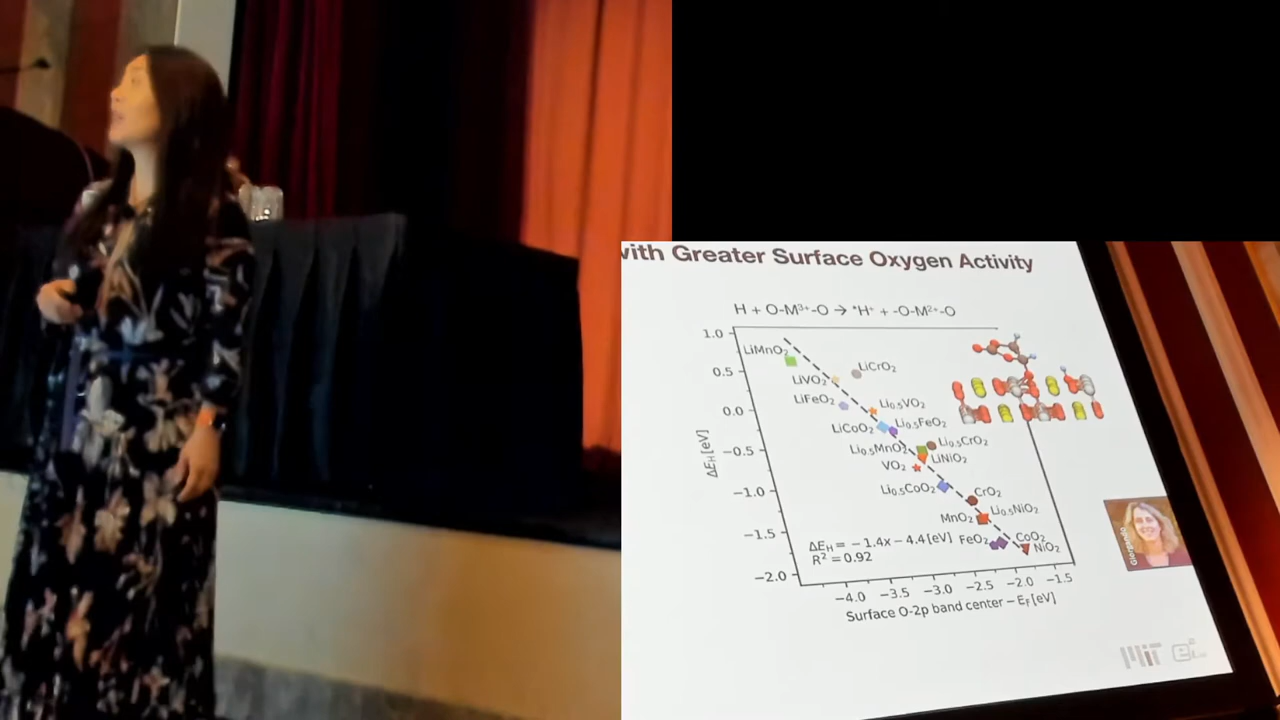 with Greater Surface Oxygen Activity
H + O-M³⁺-O → *H⁺ + -O-M²⁺-O
1.0
0.5
0.0
−0.5
−1.0
−1.5
−2.0
ΔE_H [eV]
LiMnO₂
LiCrO₂
LiVO₂
LiFeO₂
Li₀.₅VO₂
LiCoO₂
Li₀.₅FeO₂
Li₀.₅MnO₂
Li₀.₅CrO₂
LiNiO₂
VO₂
Li₀.₅CoO₂
CrO₂
Li₀.₅NiO₂
MnO₂
FeO₂
CoO₂
NiO₂
ΔE_H = −1.4x − 4.4 [eV]
R² = 0.92
−4.0 −3.5 −3.0 −2.5 −2.0 −1.5
Surface O-2p band center − E_F [eV]
Giordando
MIT